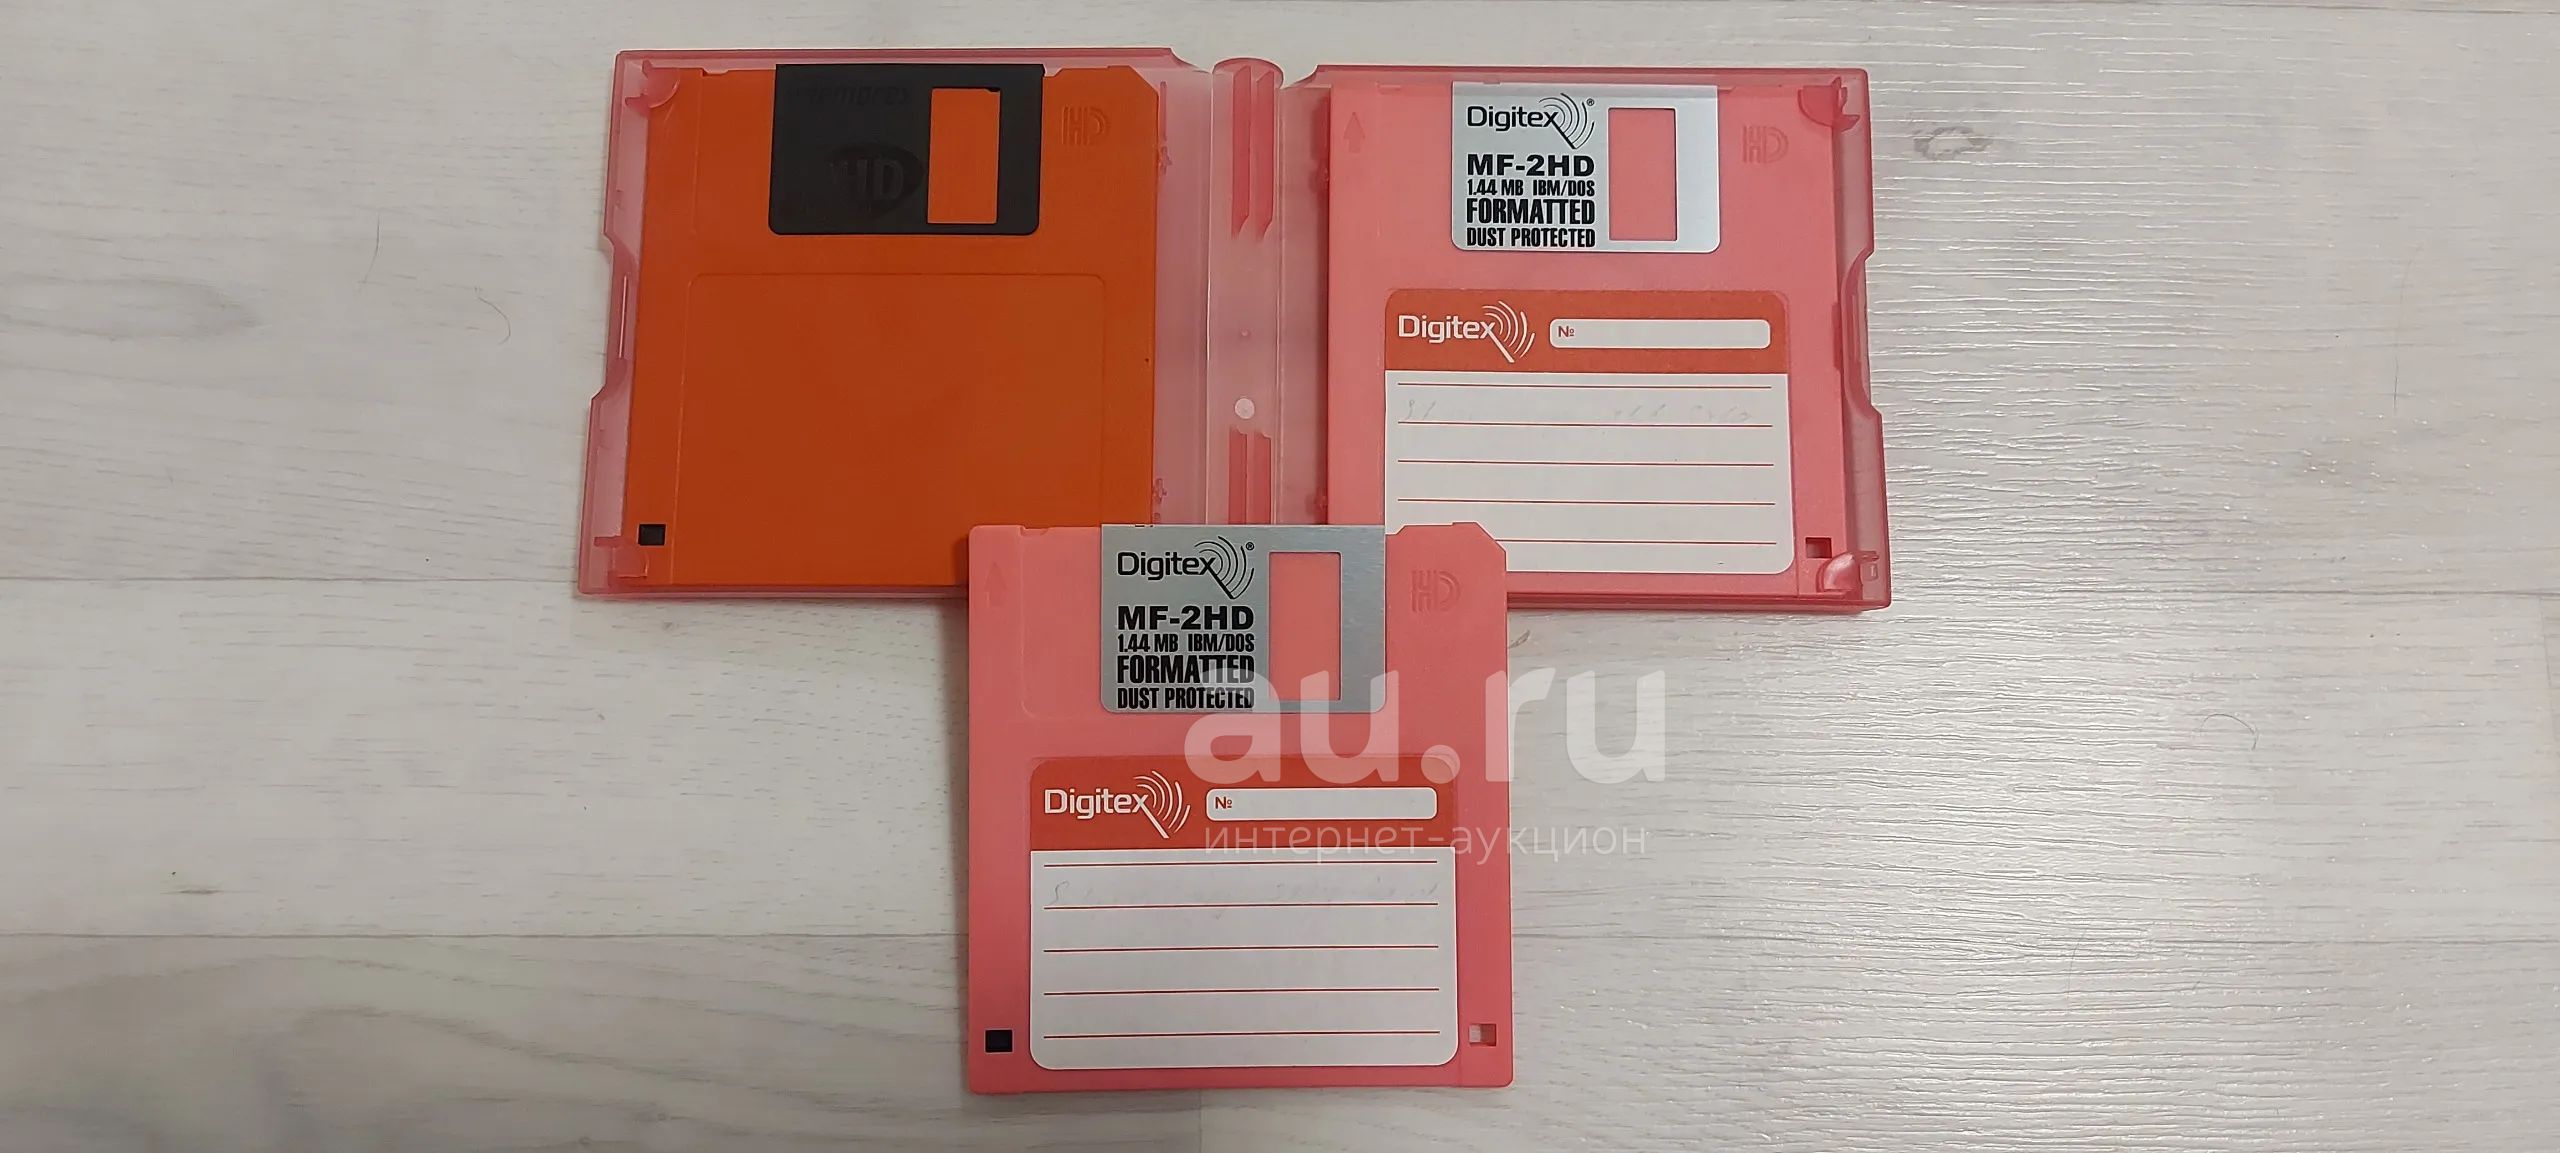 memorex
HD
HD
Digitex®
MF-2HD
1.44 MB IBM/DOS
FORMATTED
DUST PROTECTED
HD
Digitex
№
Digitex®
MF-2HD
1.44 MB IBM/DOS
FORMATTED
DUST PROTECTED
HD
Digitex
№
au.ru
интернет-аукцион